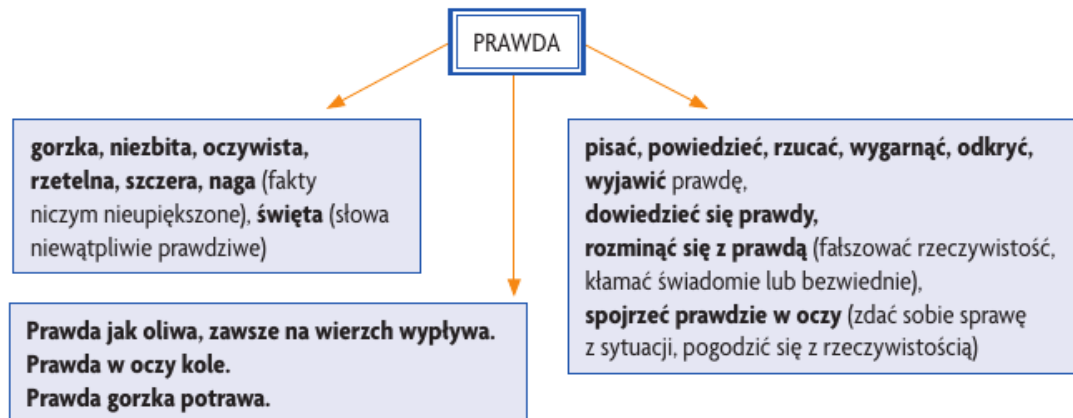 PRAWDA
gorzka, niezbita, oczywista,
rzetelna, szczera, naga (fakty
niczym nieupiększone), święta (słowa
niewątpliwie prawdziwe)
Prawda jak oliwa, zawsze na wierzch wypływa.
Prawda w oczy kole.
Prawda gorzka potrawa.
pisać, powiedzieć, rzucać, wygarnąć, odkryć,
wyjawić prawdę,
dowiedzieć się prawdy,
rozminąć się z prawdą (fałszować rzeczywistość,
kłamać świadomie lub bezwiednie),
spojrzeć prawdzie w oczy (zdać sobie sprawę
z sytuacji, pogodzić się z rzeczywistością)